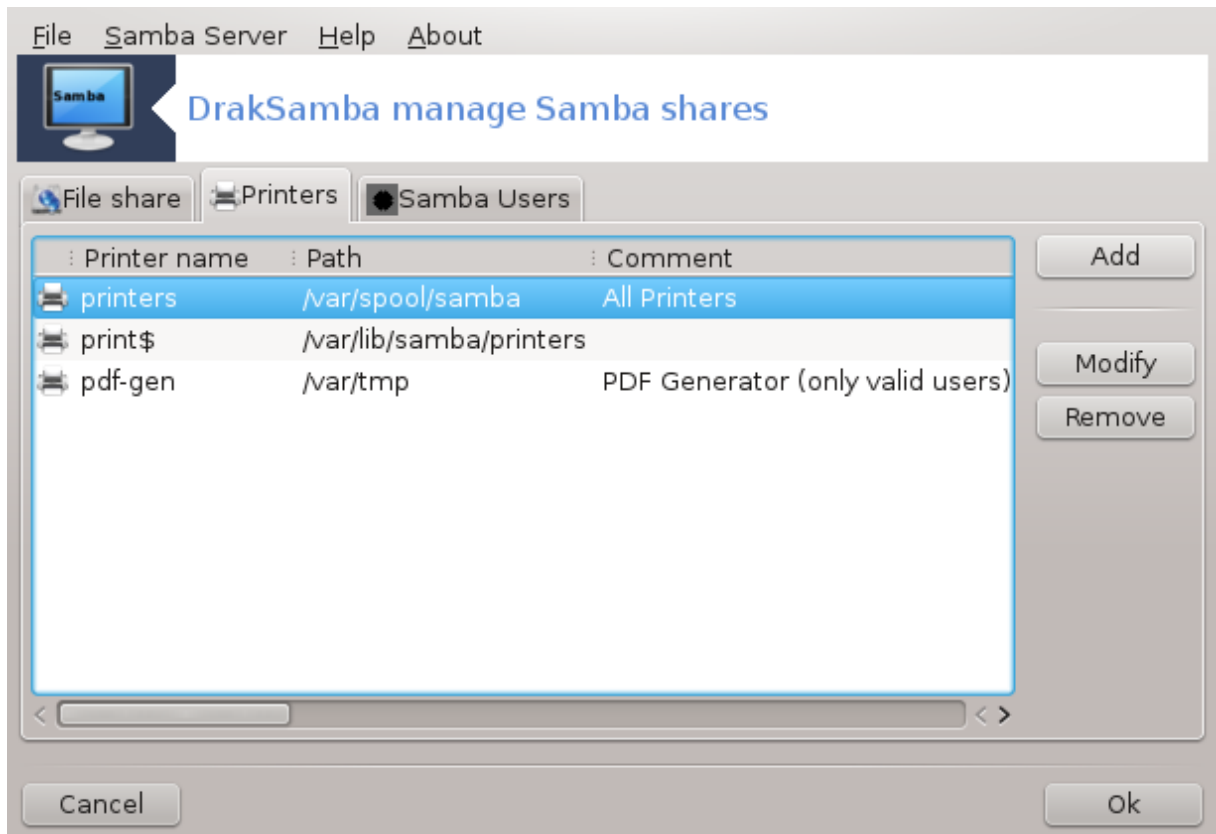 File Samba Server Help About
Samba
DrakSamba manage Samba shares
File share Printers Samba Users
Printer name Path Comment
Add
printers /var/spool/samba All Printers
print$ /var/lib/samba/printers
Modify
pdf-gen /var/tmp PDF Generator (only valid users)
Remove
Cancel Ok